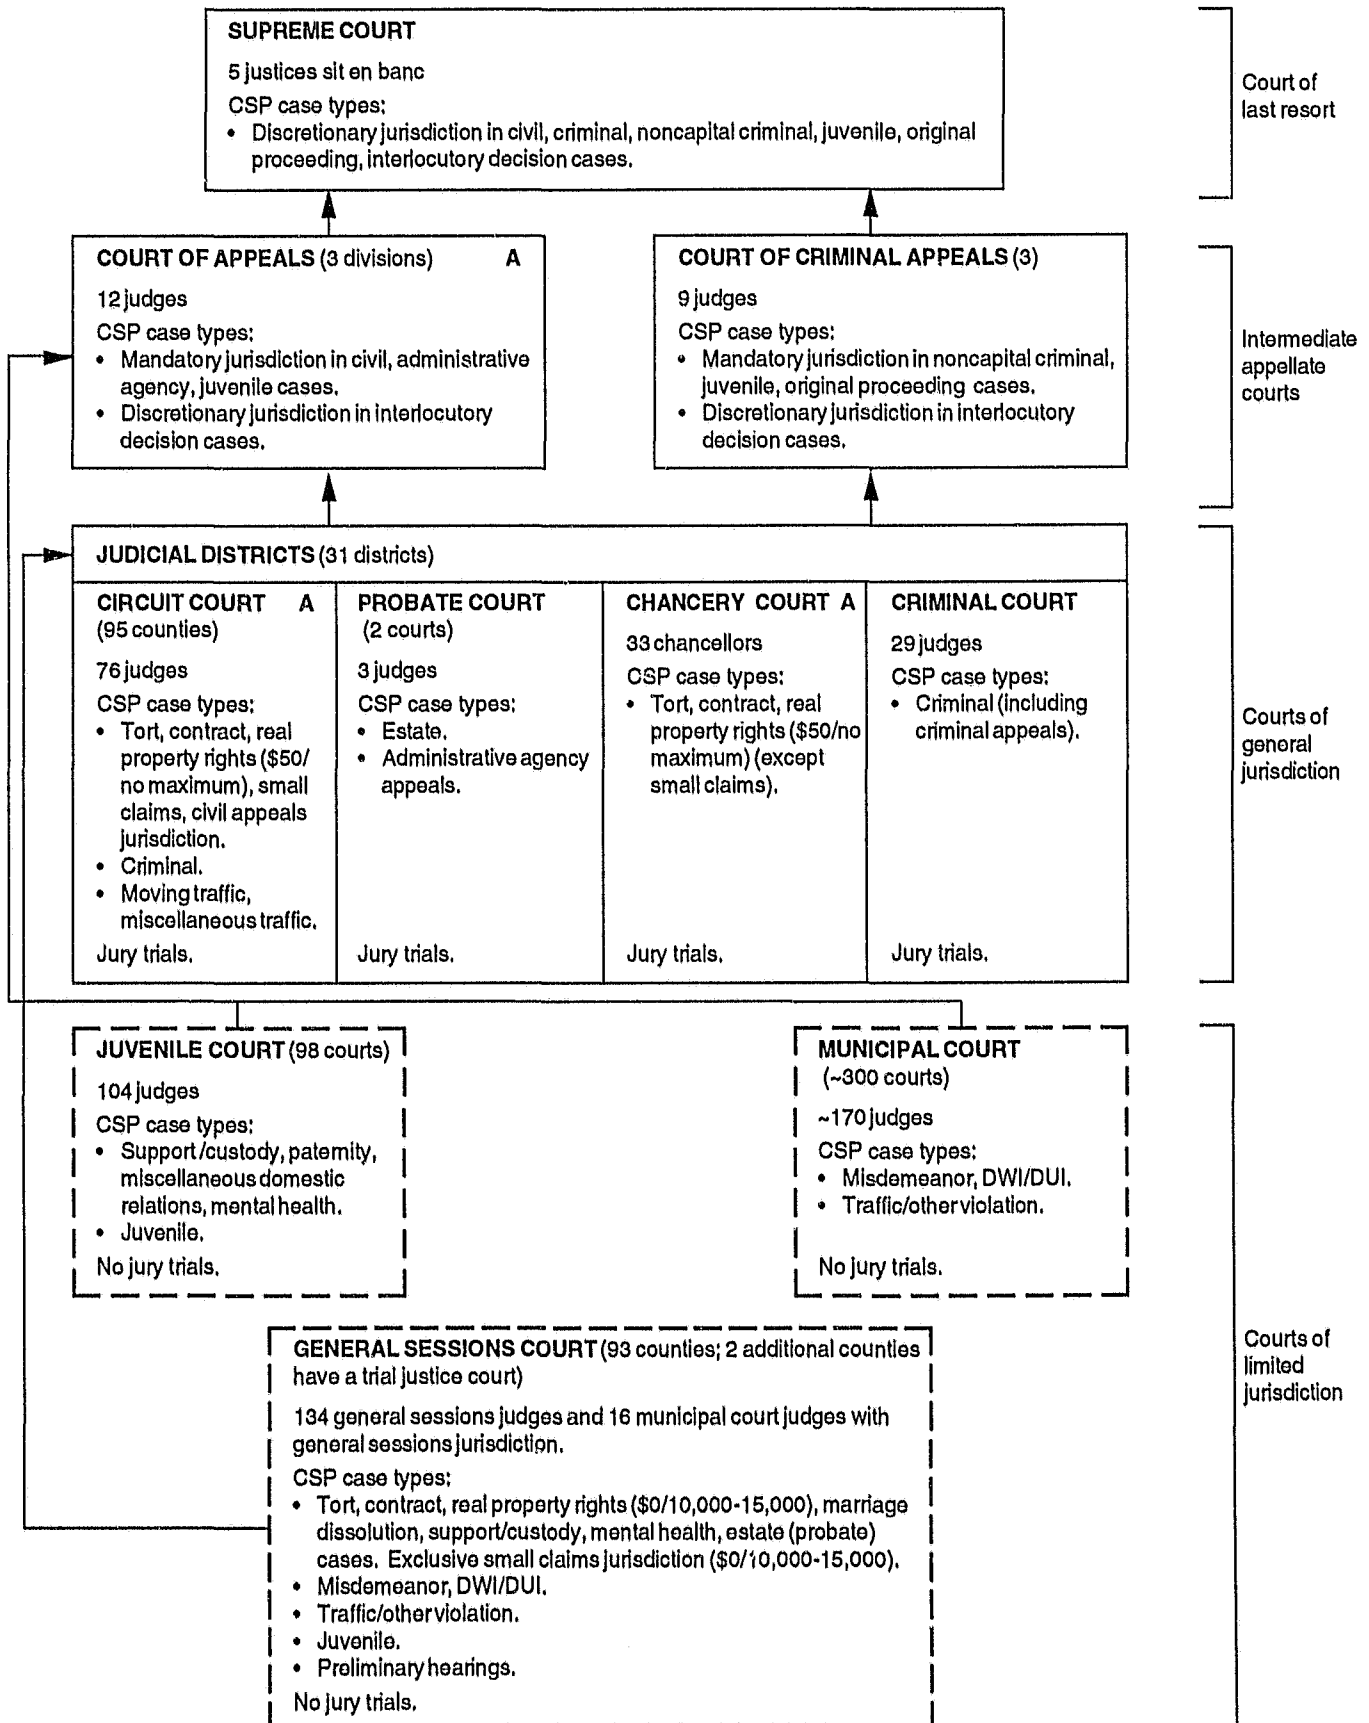 SUPREME COURT
5 justices sit en banc
CSP case types:
• Discretionary jurisdiction in civil, criminal, noncapital criminal, juvenile, original
proceeding, interlocutory decision cases.
Court of
last resort
COURT OF APPEALS (3 divisions) A
12 judges
CSP case types:
• Mandatory jurisdiction in civil, administrative
agency, juvenile cases.
• Discretionary jurisdiction in interlocutory
decision cases.
COURT OF CRIMINAL APPEALS (3)
9 judges
CSP case types:
• Mandatory jurisdiction in noncapital criminal,
juvenile, original proceeding cases.
• Discretionary jurisdiction in interlocutory
decision cases.
Intermediate
appellate
courts
JUDICIAL DISTRICTS (31 districts)
CIRCUIT COURT A
(95 counties)
76 judges
CSP case types:
• Tort, contract, real
property rights ($50/
no maximum), small
claims, civil appeals
jurisdiction.
• Criminal.
• Moving traffic,
miscellaneous traffic.
Jury trials.
PROBATE COURT
(2 courts)
3 judges
CSP case types:
• Estate.
• Administrative agency
appeals.
Jury trials.
CHANCERY COURT A
33 chancellors
CSP case types:
• Tort, contract, real
property rights ($50/no
maximum) (except
small claims).
Jury trials.
CRIMINAL COURT
29 judges
CSP case types:
• Criminal (including
criminal appeals).
Jury trials.
Courts of
general
jurisdiction
JUVENILE COURT (98 courts)
104 judges
CSP case types:
• Support/custody, paternity,
miscellaneous domestic
relations, mental health.
• Juvenile.
No jury trials.
MUNICIPAL COURT
(~300 courts)
~170 judges
CSP case types:
• Misdemeanor, DWI/DUI.
• Traffic/other violation.
No jury trials.
GENERAL SESSIONS COURT (93 counties; 2 additional counties
have a trial justice court)
134 general sessions judges and 16 municipal court judges with
general sessions jurisdiction.
CSP case types:
• Tort, contract, real property rights ($0/10,000-15,000), marriage
dissolution, support/custody, mental health, estate (probate)
cases. Exclusive small claims jurisdiction ($0/10,000-15,000).
• Misdemeanor, DWI/DUI.
• Traffic/other violation.
• Juvenile.
• Preliminary hearings.
No jury trials.
Courts of
limited
jurisdiction